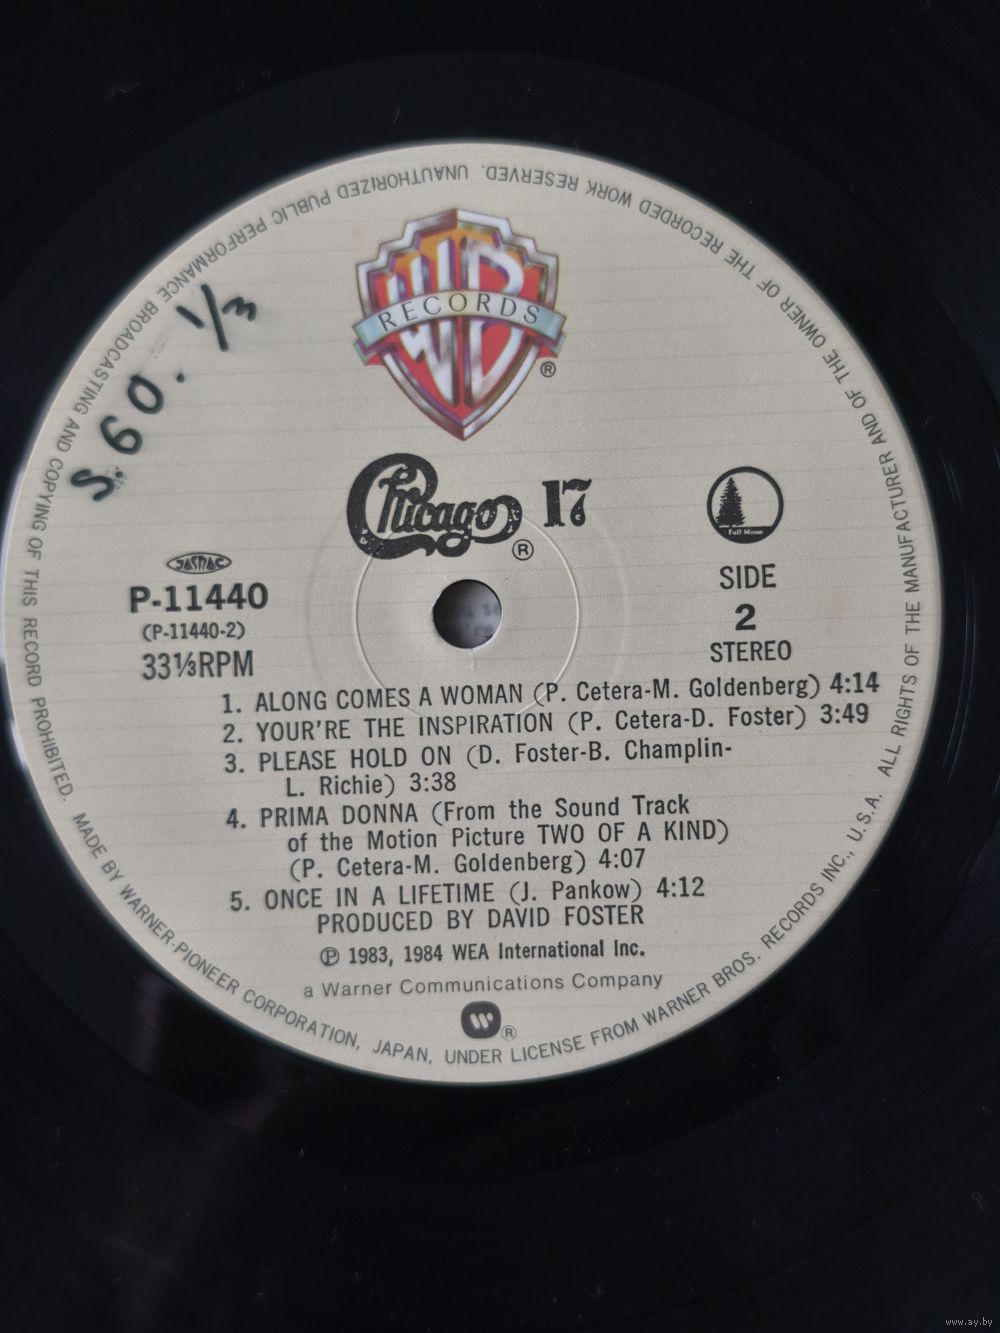 WB
RECORDS
®
Chicago 17
®
Full Moon
JASRAC
P-11440
(P-11440-2)
33⅓RPM
SIDE
2
STEREO
1. ALONG COMES A WOMAN (P. Cetera-M. Goldenberg) 4:14
2. YOUR'RE THE INSPIRATION (P. Cetera-D. Foster) 3:49
3. PLEASE HOLD ON (D. Foster-B. Champlin-
L. Richie) 3:38
4. PRIMA DONNA (From the Sound Track
of the Motion Picture TWO OF A KIND)
(P. Cetera-M. Goldenberg) 4:07
5. ONCE IN A LIFETIME (J. Pankow) 4:12
PRODUCED BY DAVID FOSTER
℗ 1983, 1984 WEA International Inc.
a Warner Communications Company
®
MADE BY WARNER-PIONEER CORPORATION, JAPAN, UNDER LICENSE FROM WARNER BROS. RECORDS INC., U.S.A. ALL RIGHTS OF THE MANUFACTURER AND OF THE OWNER OF THE RECORDED WORK RESERVED. UNAUTHORIZED PUBLIC PERFORMANCE BROADCASTING AND COPYING OF THIS RECORD PROHIBITED.
S.60. 1/3
www.ay.by